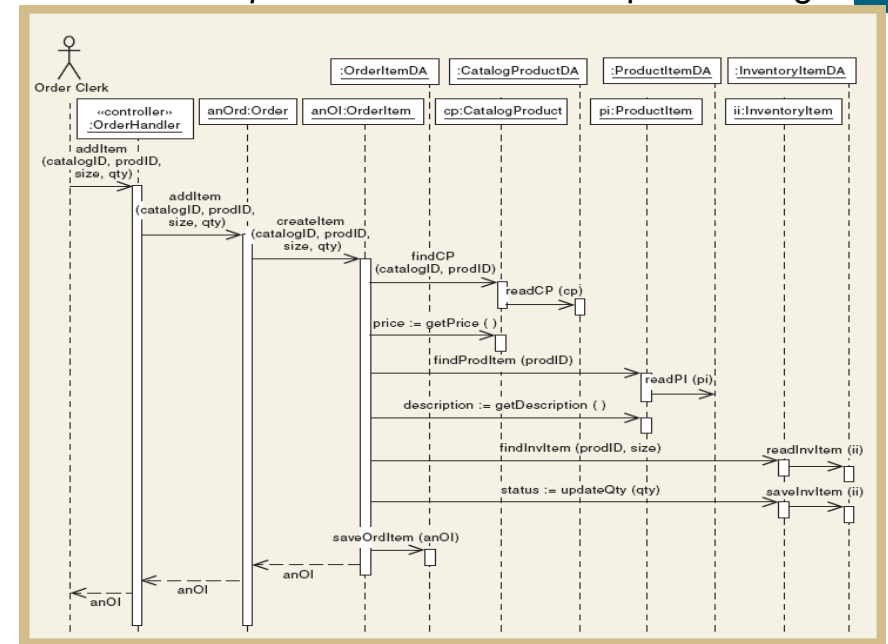 Order Clerk
:OrderItemDA
:CatalogProductDA
:ProductItemDA
:InventoryItemDA
«controller»
:OrderHandler
anOrd:Order
anOI:OrderItem
cp:CatalogProduct
pi:ProductItem
ii:InventoryItem
addItem
(catalogID, prodID,
size, qty)
addItem
(catalogID, prodID,
size, qty)
createItem
(catalogID, prodID,
size, qty)
findCP
(catalogID, prodID)
readCP (cp)
price := getPrice ( )
findProdItem (prodID)
readPI (pi)
description := getDescription ( )
findInvItem (prodID, size)
readInvItem (ii)
status := updateQty (qty)
saveInvItem (ii)
saveOrdItem (anOI)
anOI
anOI
anOI